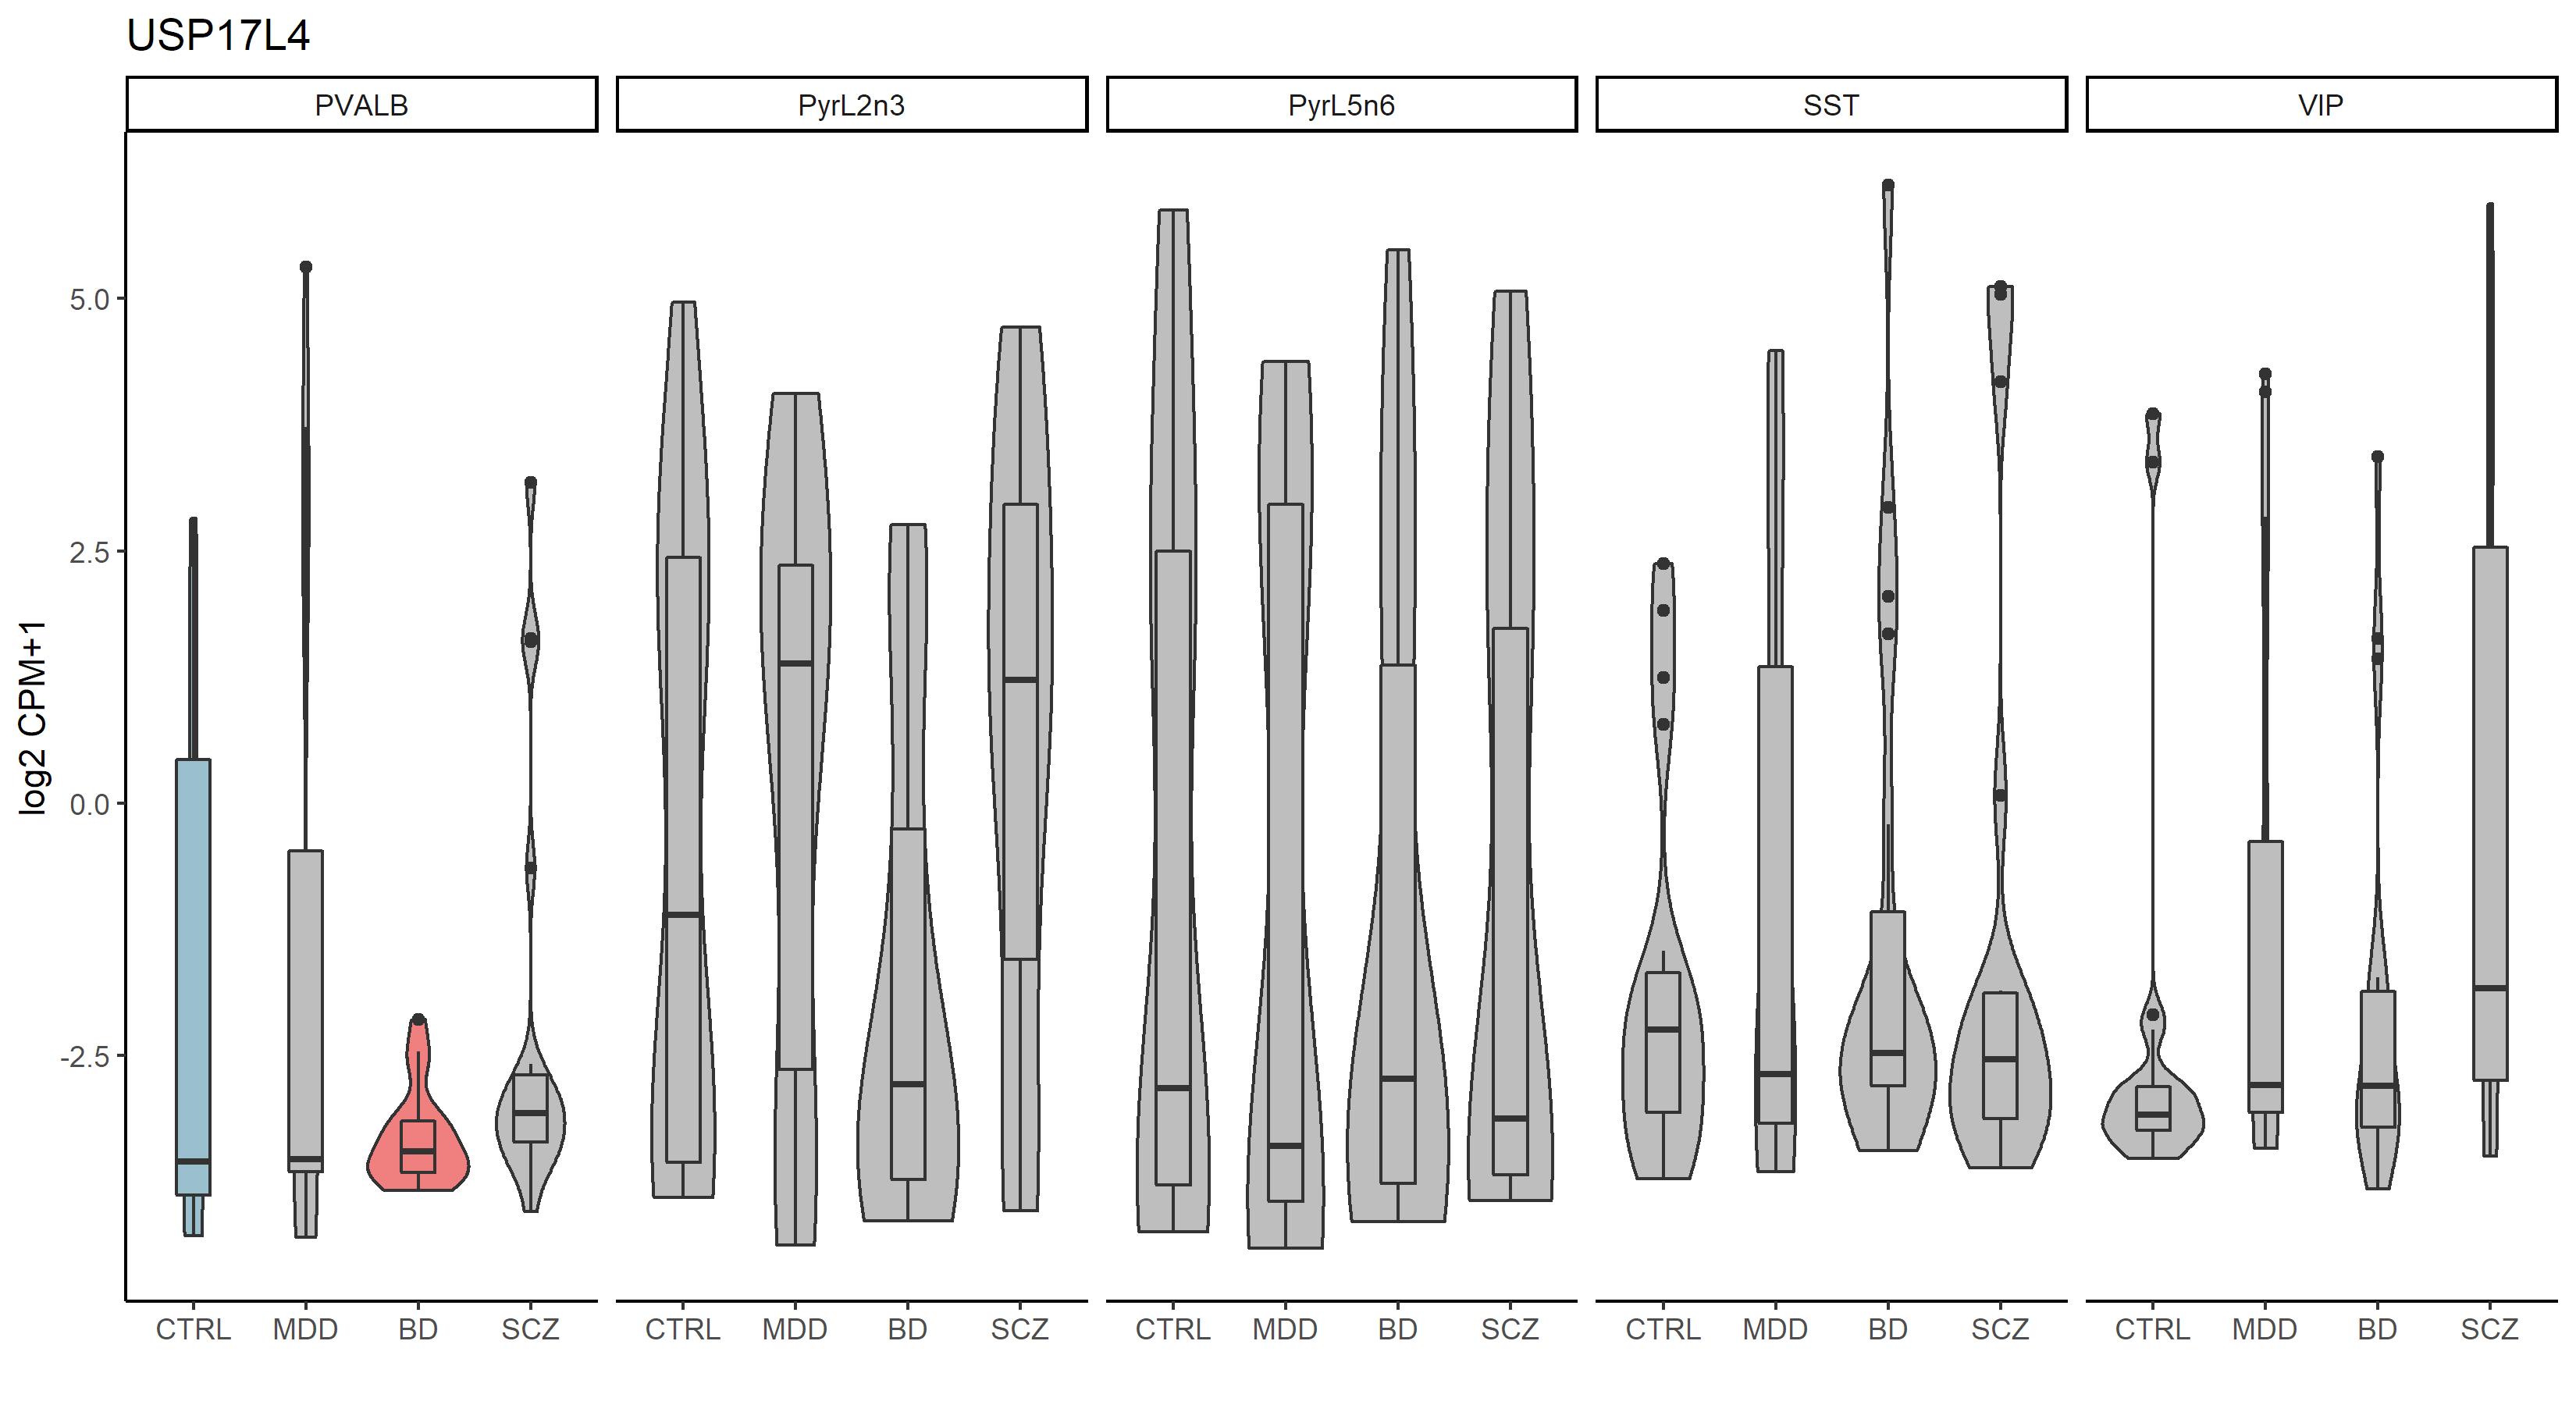 USP17L4
PVALB PyrL2n3 PyrL5n6 SST VIP
log2 CPM+1
5.0
2.5
0.0
-2.5
CTRL MDD BD SCZ CTRL MDD BD SCZ CTRL MDD BD SCZ CTRL MDD BD SCZ CTRL MDD BD SCZ